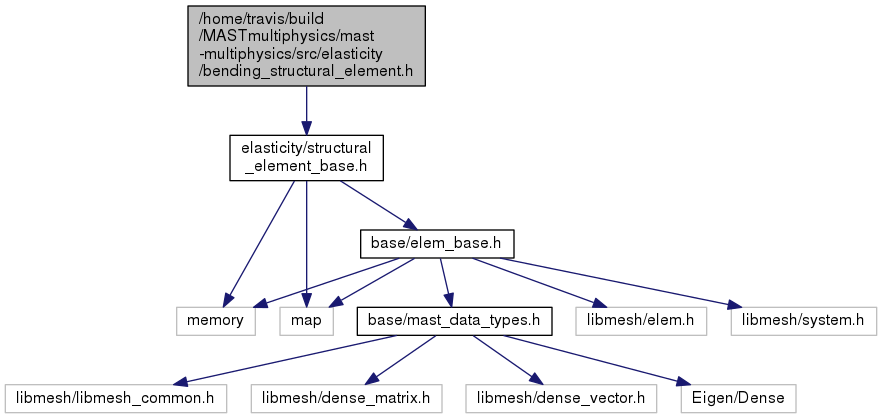 /home/travis/build
/MASTmultiphysics/mast
-multiphysics/src/elasticity
/bending_structural_element.h
elasticity/structural
_element_base.h
base/elem_base.h
memory
map
base/mast_data_types.h
libmesh/elem.h
libmesh/system.h
libmesh/libmesh_common.h
libmesh/dense_matrix.h
libmesh/dense_vector.h
Eigen/Dense